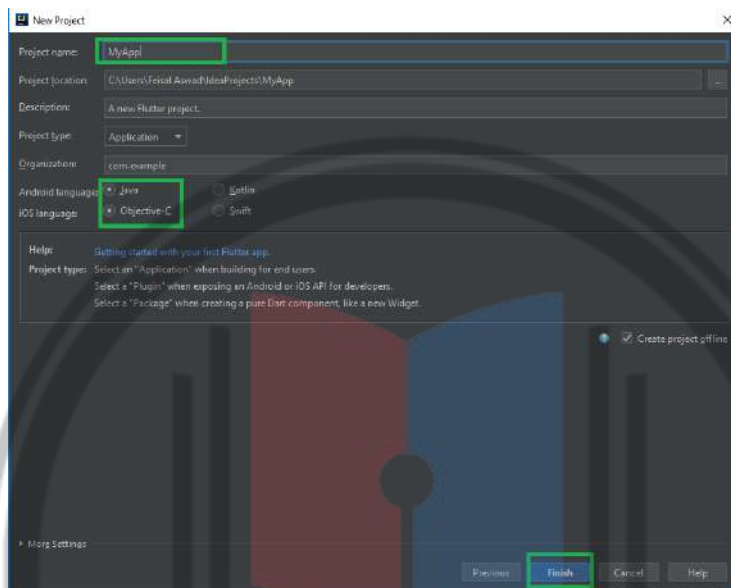 New Project
Project name: MyApp
Project location: C:\Users\Feisal Aswad\IdeaProjects\MyApp ...
Description: A new Flutter project.
Project type: Application
Organization: com.example
Android language: Java Kotlin
iOS language: Objective-C Swift
Help: Getting started with your first Flutter app.
Project type: Select an "Application" when building for end users.
Select a "Plugin" when exposing an Android or iOS API for developers.
Select a "Package" when creating a pure Dart component, like a new Widget.
? Create project offline
More Settings
Previous Finish Cancel Help